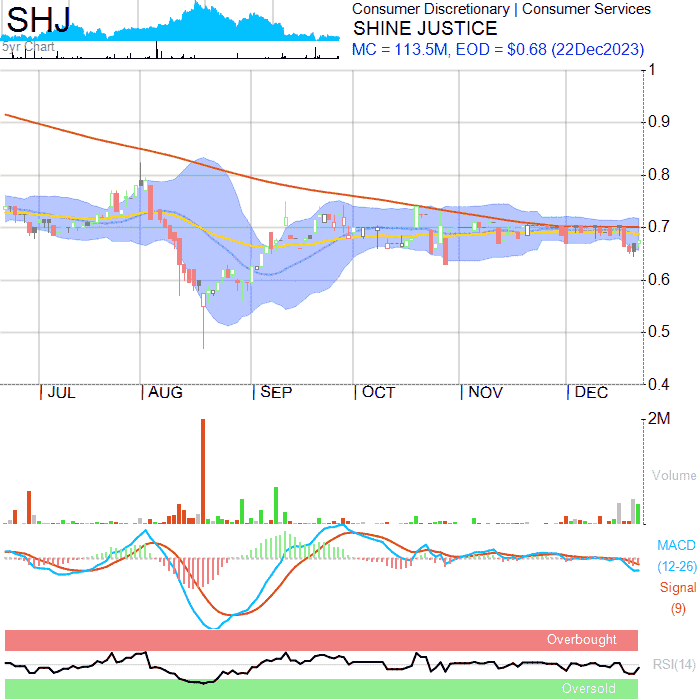 SHJ
5yr Chart
Consumer Discretionary | Consumer Services
SHINE JUSTICE
MC = 113.5M, EOD = $0.68 (22Dec2023)
1
0.9
0.8
0.7
0.6
0.5
0.4
JUL
AUG
SEP
OCT
NOV
DEC
2M
Volume
MACD
(12-26)
Signal
(9)
Overbought
RSI(14)
Oversold